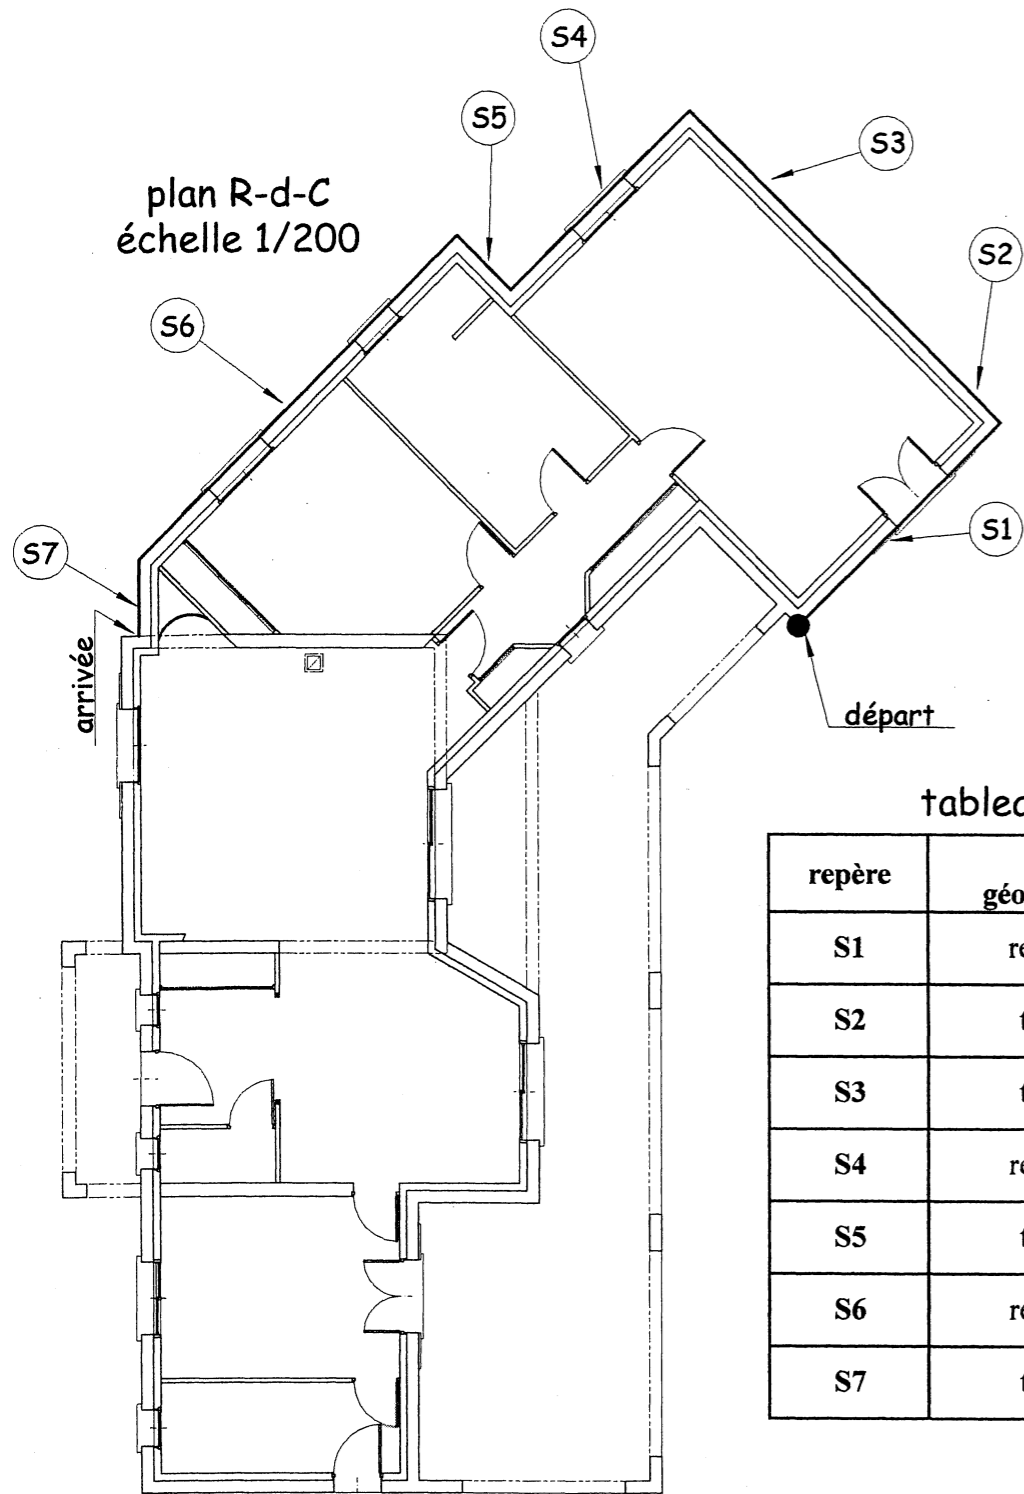 S4
S5
S3
plan R-d-C
échelle 1/200
S2
S6
S1
S7
arrivée
départ
repère
S1
S2
S3
S4
S5
S6
S7